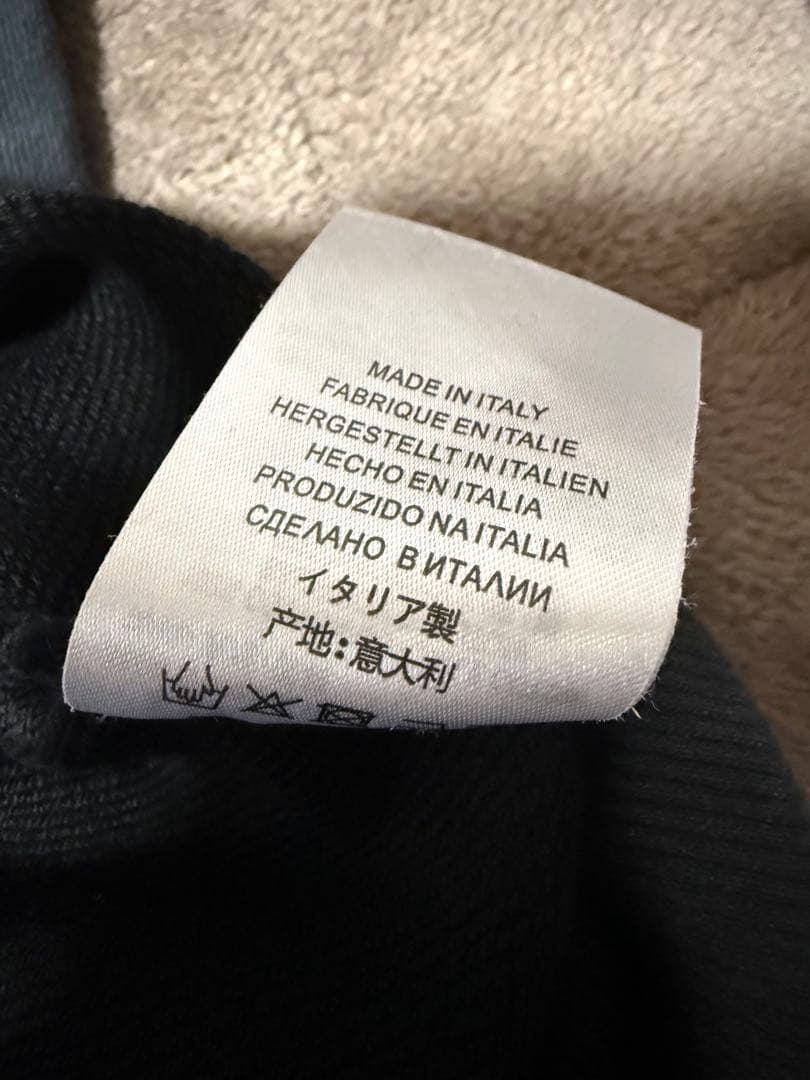 MADE IN ITALY
FABRIQUE EN ITALIE
HERGESTELLT IN ITALIEN
HECHO EN ITALIA
PRODUZIDO NA ITALIA
СДЕЛАНО В ИТАЛИИ
イタリア製
产地:意大利